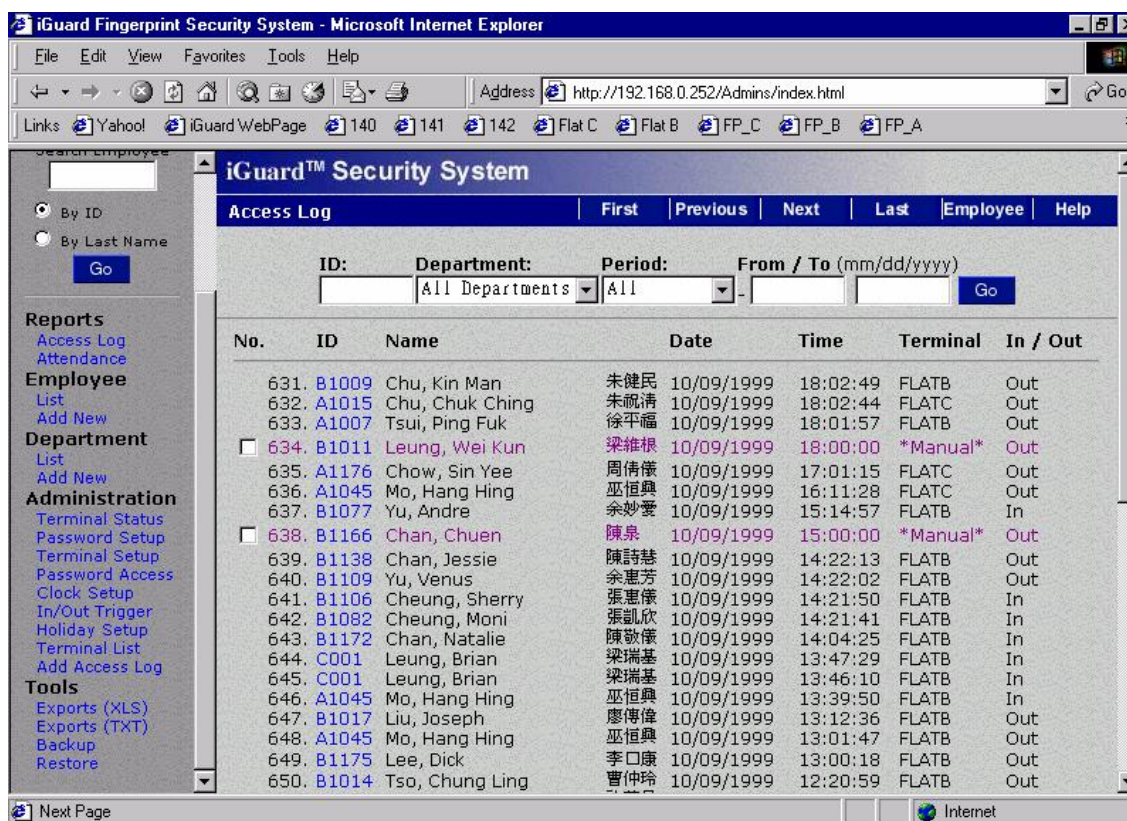 iGuard Fingerprint Security System - Microsoft Internet Explorer
File Edit View Favorites Tools Help
Address http://192.168.0.252/Admins/index.html Go
Links Yahoo! iGuard WebPage 140 141 142 Flat C Flat B FP_C FP_B FP_A
Search Employee
By ID
By Last Name
Go
Reports
Access Log
Attendance
Employee
List
Add New
Department
List
Add New
Administration
Terminal Status
Password Setup
Terminal Setup
Password Access
Clock Setup
In/Out Trigger
Holiday Setup
Terminal List
Add Access Log
Tools
Exports (XLS)
Exports (TXT)
Backup
Restore
iGuard™ Security System
Access Log First Previous Next Last Employee Help
ID: Department: Period: From / To (mm/dd/yyyy)
All Departments All - Go
No. ID Name Date Time Terminal In / Out
631. B1009 Chu, Kin Man 朱健民 10/09/1999 18:02:49 FLATB Out
632. A1015 Chu, Chuk Ching 朱祝清 10/09/1999 18:02:44 FLATC Out
633. A1007 Tsui, Ping Fuk 徐平福 10/09/1999 18:01:57 FLATB Out
634. B1011 Leung, Wei Kun 梁維根 10/09/1999 18:00:00 *Manual* Out
635. A1176 Chow, Sin Yee 周倩儀 10/09/1999 17:01:15 FLATC Out
636. A1045 Mo, Hang Hing 巫恒興 10/09/1999 16:11:28 FLATC Out
637. B1077 Yu, Andre 余妙愛 10/09/1999 15:14:57 FLATB In
638. B1166 Chan, Chuen 陳泉 10/09/1999 15:00:00 *Manual* Out
639. B1138 Chan, Jessie 陳詩慧 10/09/1999 14:22:13 FLATB Out
640. B1109 Yu, Venus 余惠芳 10/09/1999 14:22:02 FLATB Out
641. B1106 Cheung, Sherry 張惠儀 10/09/1999 14:21:50 FLATB In
642. B1082 Cheung, Moni 張凱欣 10/09/1999 14:21:41 FLATB In
643. B1172 Chan, Natalie 陳敬儀 10/09/1999 14:04:25 FLATB In
644. C001 Leung, Brian 梁瑞基 10/09/1999 13:47:29 FLATB In
645. C001 Leung, Brian 梁瑞基 10/09/1999 13:46:10 FLATB In
646. A1045 Mo, Hang Hing 巫恒興 10/09/1999 13:39:50 FLATB In
647. B1017 Liu, Joseph 廖傳偉 10/09/1999 13:12:36 FLATB Out
648. A1045 Mo, Hang Hing 巫恒興 10/09/1999 13:01:47 FLATB Out
649. B1175 Lee, Dick 李口康 10/09/1999 13:00:18 FLATB Out
650. B1014 Tso, Chung Ling 曹仲玲 10/09/1999 12:20:59 FLATB Out
Next Page Internet